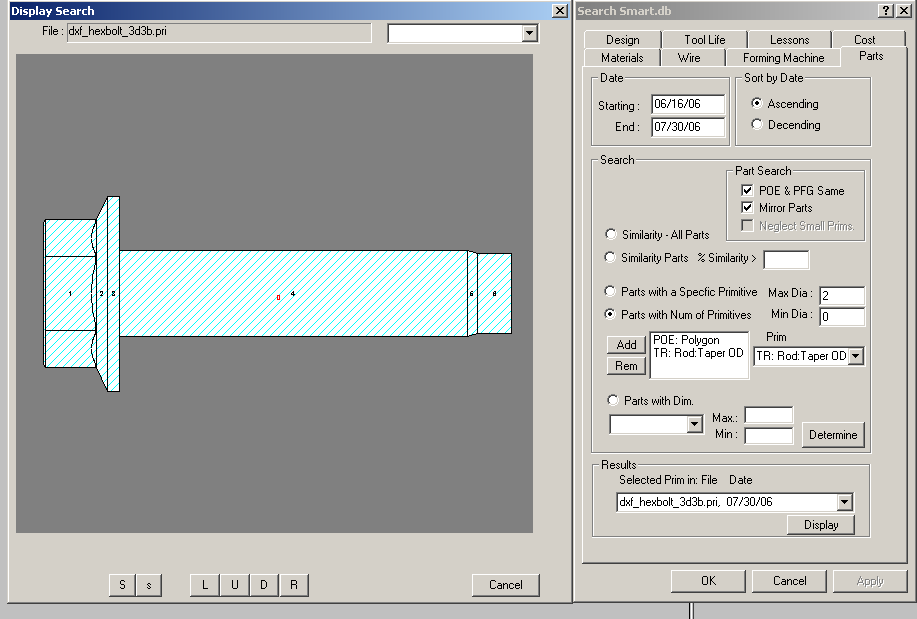 Display Search
File : dxf_hexbolt_3d3b.pri
1 2 3 0 4 5 6
S s L U D R Cancel
Search Smart.db
Design Tool Life Lessons Cost
Materials Wire Forming Machine Parts
Date
Starting : 06/16/06
End : 07/30/06
Sort by Date
Ascending
Decending
Search
Part Search
POE & PFG Same
Mirror Parts
Neglect Small Prims.
Similarity - All Parts
Similarity Parts % Similarity >
Parts with a Specfic Primitive Max Dia : 2
Parts with Num of Primitives Min Dia : 0
Prim
Add
Rem
POE: Polygon
TR: Rod:Taper OD
TR: Rod:Taper OD
Parts with Dim.
Max.:
Min :
Determine
Results
Selected Prim in: File Date
dxf_hexbolt_3d3b.pri, 07/30/06
Display
OK Cancel Apply